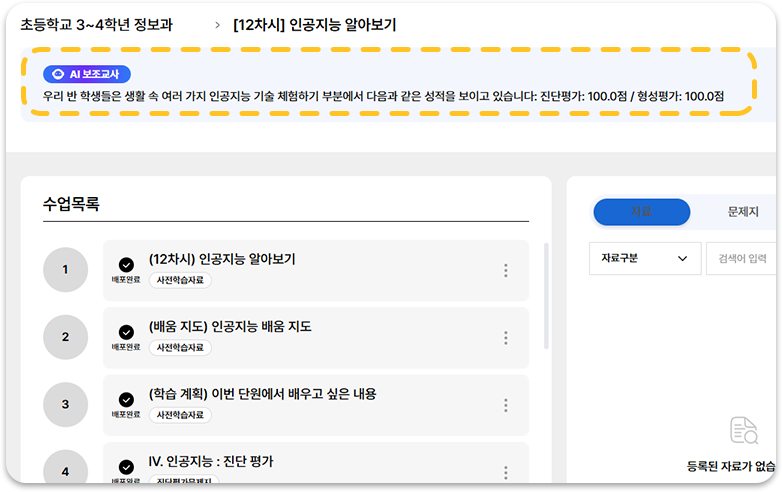 초등학교 3~4학년 정보과 > [12차시] 인공지능 알아보기
AI 보조교사
우리 반 학생들은 생활 속 여러 가지 인공지능 기술 체험하기 부분에서 다음과 같은 성적을 보이고 있습니다: 진단평가: 100.0점 / 형성평가: 100.0점
수업목록
1
배포완료
(12차시) 인공지능 알아보기
사전학습자료
2
배포완료
(배움 지도) 인공지능 배움 지도
사전학습자료
3
배포완료
(학습 계획) 이번 단원에서 배우고 싶은 내용
사전학습자료
4
배포완료
IV. 인공지능 : 진단 평가
진단평가문제지
자료
문제지
자료구분
검색어 입력
등록된 자료가 없습